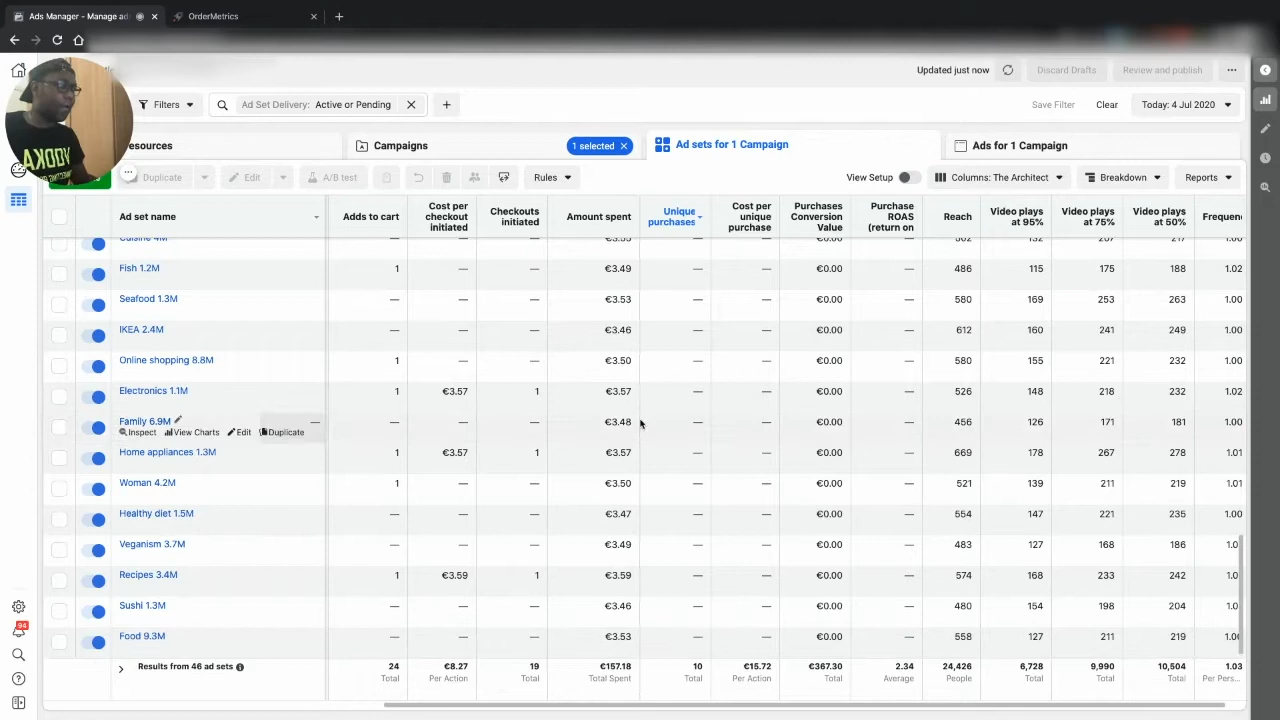 Ads Manager - Manage ads
OrderMetrics
Updated just now
Discard Drafts
Review and publish
Filters
Ad Set Delivery: Active or Pending
Save Filter
Clear
Today: 4 Jul 2020
Campaigns
1 selected
Ad sets for 1 Campaign
Ads for 1 Campaign
Duplicate
Edit
A/B test
Rules
View Setup
Columns: The Architect
Breakdown
Reports
Ad set name
Adds to cart
Cost per checkout initiated
Checkouts initiated
Amount spent
Unique purchases
Cost per unique purchase
Purchases Conversion Value
Purchase ROAS (return on
Reach
Video plays at 95%
Video plays at 75%
Video plays at 50%
Frequen
Fish 1.2M 1 — — €3.49 — — €0.00 — 486 115 175 188 1.02
Seafood 1.3M — — — €3.53 — — €0.00 — 580 169 253 263 1.00
IKEA 2.4M — — — €3.46 — — €0.00 — 612 160 241 249 1.00
Online shopping 8.8M 1 — — €3.50 — — €0.00 — 580 155 221 232 1.00
Electronics 1.1M 1 €3.57 1 €3.57 — — €0.00 — 526 148 218 232 1.02
Family 6.9M — — — — €3.48 — — €0.00 — 456 126 171 181 1.00
Inspect View Charts Edit Duplicate
Home appliances 1.3M 1 €3.57 1 €3.57 — — €0.00 — 669 178 267 278 1.01
Woman 4.2M 1 — — €3.50 — — €0.00 — 521 139 211 219 1.01
Healthy diet 1.5M — — — €3.47 — — €0.00 — 554 147 221 235 1.00
Veganism 3.7M — — — €3.49 — — €0.00 — 483 127 168 186 1.0
Recipes 3.4M 1 €3.59 1 €3.59 — — €0.00 — 574 168 233 242 1.0
Sushi 1.3M — — — €3.46 — — €0.00 — 480 154 198 204 1.0
Food 9.3M — — — €3.53 — — €0.00 — 558 127 211 219 1.0
Results from 46 ad sets 24 €8.27 19 €157.18 10 €15.72 €367.30 2.34 24,426 6,728 9,990 10,504 1.03
Total Per Action Total Total Spent Total Per Action Total Average People Total Total Total Per Pers...
94